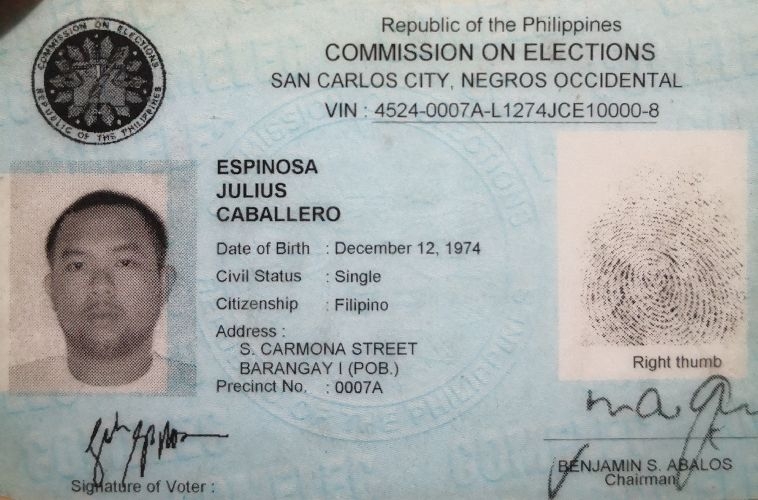 COMMISSION ON ELECTIONS
REPUBLIC OF THE PHILIPPINES
Republic of the Philippines
COMMISSION ON ELECTIONS
SAN CARLOS CITY, NEGROS OCCIDENTAL
VIN : 4524-0007A-L1274JCE10000-8
ESPINOSA
JULIUS
CABALLERO
Date of Birth : December 12, 1974
Civil Status : Single
Citizenship : Filipino
Address :
S. CARMONA STREET
BARANGAY I (POB.)
Precinct No. : 0007A
Right thumb
Signature of Voter :
BENJAMIN S. ABALOS
Chairman